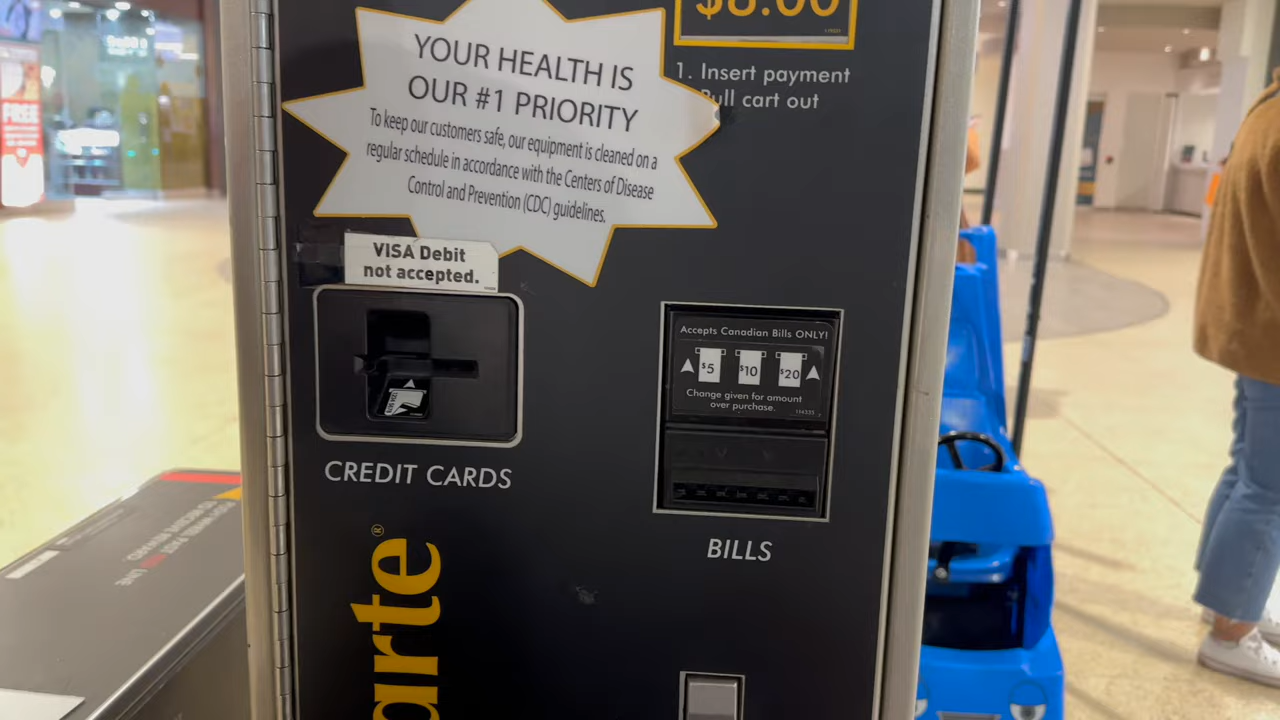 $8.00
1. Insert payment
Pull cart out
YOUR HEALTH IS
OUR #1 PRIORITY
To keep our customers safe, our equipment is cleaned on a
regular schedule in accordance with the Centers of Disease
Control and Prevention (CDC) guidelines.
VISA Debit
not accepted.
CREDIT CARDS
Accepts Canadian Bills ONLY!
$5 $10 $20
Change given for amount
over purchase.
BILLS
arte®
FREE